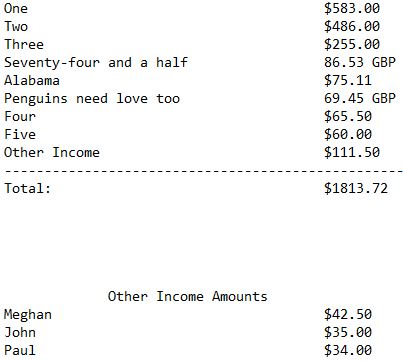 One $583.00
Two $486.00
Three $255.00
Seventy-four and a half 86.53 GBP
Alabama $75.11
Penguins need love too 69.45 GBP
Four $65.50
Five $60.00
Other Income $111.50
--------------------------------------------------
Total: $1813.72
Other Income Amounts
Meghan $42.50
John $35.00
Paul $34.00